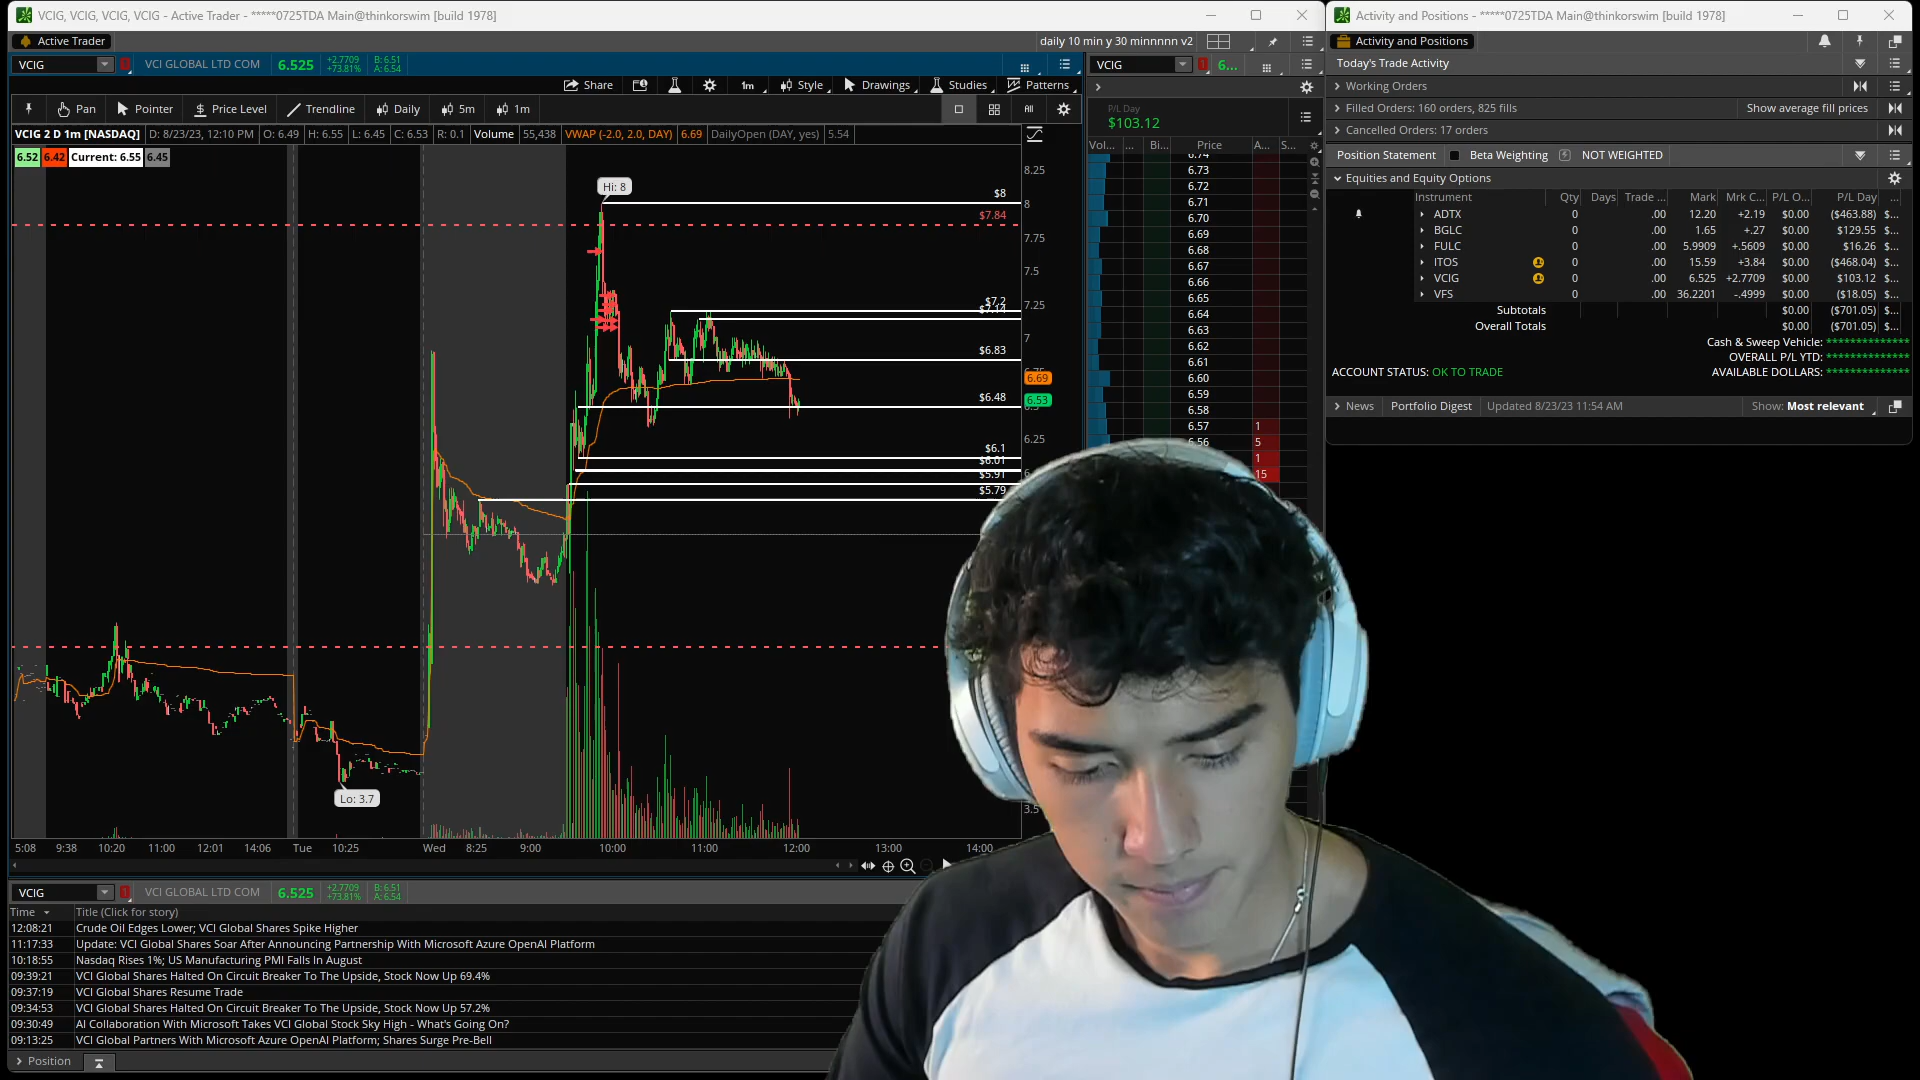 VCIG, VCIG, VCIG, VCIG - Active Trader - *****0725TDA Main@thinkorswim [build 1978]
Active Trader
daily 10 min y 30 minnnnn v2
VCIG
VCI GLOBAL LTD COM
6.525
+2.7709
+73.81%
B: 6.51
A: 6.54
Share
1m
Style
Drawings
Studies
Patterns
Pan
Pointer
Price Level
Trendline
Daily
5m
1m
VCIG 2 D 1m [NASDAQ]
D: 8/23/23, 12:10 PM
O: 6.49
H: 6.55
L: 6.45
C: 6.53
R: 0.1
Volume
55,438
VWAP (-2.0, 2.0, DAY)
6.69
DailyOpen (DAY, yes)
5.54
6.52
6.42
Current: 6.55
6.45
Hi: 8
$8
$7.84
$7.2
$7.14
$6.83
$6.48
$6.1
$6.01
$5.91
$5.79
Lo: 3.7
8.25
8
7.75
7.5
7.25
7
6.69
6.53
6.25
6
3.5
5:08
9:38
10:20
11:00
12:01
14:06
Tue
10:25
Wed
8:25
9:00
10:00
11:00
12:00
13:00
14:00
VCIG
VCI GLOBAL LTD COM
6.525
+2.7709
+73.81%
B: 6.51
A: 6.54
Time
Title (Click for story)
12:08:21 Crude Oil Edges Lower; VCI Global Shares Spike Higher
11:17:33 Update: VCI Global Shares Soar After Announcing Partnership With Microsoft Azure OpenAI Platform
10:18:55 Nasdaq Rises 1%; US Manufacturing PMI Falls In August
09:39:21 VCI Global Shares Halted On Circuit Breaker To The Upside, Stock Now Up 69.4%
09:37:19 VCI Global Shares Resume Trade
09:34:53 VCI Global Shares Halted On Circuit Breaker To The Upside, Stock Now Up 57.2%
09:30:49 AI Collaboration With Microsoft Takes VCI Global Stock Sky High - What's Going On?
09:13:25 VCI Global Partners With Microsoft Azure OpenAI Platform; Shares Surge Pre-Bell
Position
VCIG
6...
P/L Day
$103.12
Vol...
...
Bi...
Price
A...
S...
6.74
6.73
6.72
6.71
6.70
6.69
6.68
6.67
6.66
6.65
6.64
6.63
6.62
6.61
6.60
6.59
6.58
6.57 1
6.56 5
1
15
Activity and Positions - *****0725TDA Main@thinkorswim [build 1978]
Activity and Positions
Today's Trade Activity
Working Orders
Filled Orders: 160 orders, 825 fills
Show average fill prices
Cancelled Orders: 17 orders
Position Statement
Beta Weighting
NOT WEIGHTED
Equities and Equity Options
Instrument Qty Days Trade ... Mark Mrk C... P/L O... P/L Day ...
ADTX 0 .00 12.20 +2.19 $0.00 ($463.88) $...
BGLC 0 .00 1.65 +.27 $0.00 $129.55 $...
FULC 0 .00 5.9909 +.5609 $0.00 $16.26 $...
ITOS 0 .00 15.59 +3.84 $0.00 ($468.04) $...
VCIG 0 .00 6.525 +2.7709 $0.00 $103.12 $...
VFS 0 .00 36.2201 -.4999 $0.00 ($18.05) $...
Subtotals $0.00 ($701.05) $...
Overall Totals $0.00 ($701.05) $...
Cash & Sweep Vehicle: **************
OVERALL P/L YTD: **************
ACCOUNT STATUS: OK TO TRADE
AVAILABLE DOLLARS: **************
News
Portfolio Digest
Updated 8/23/23 11:54 AM
Show: Most relevant